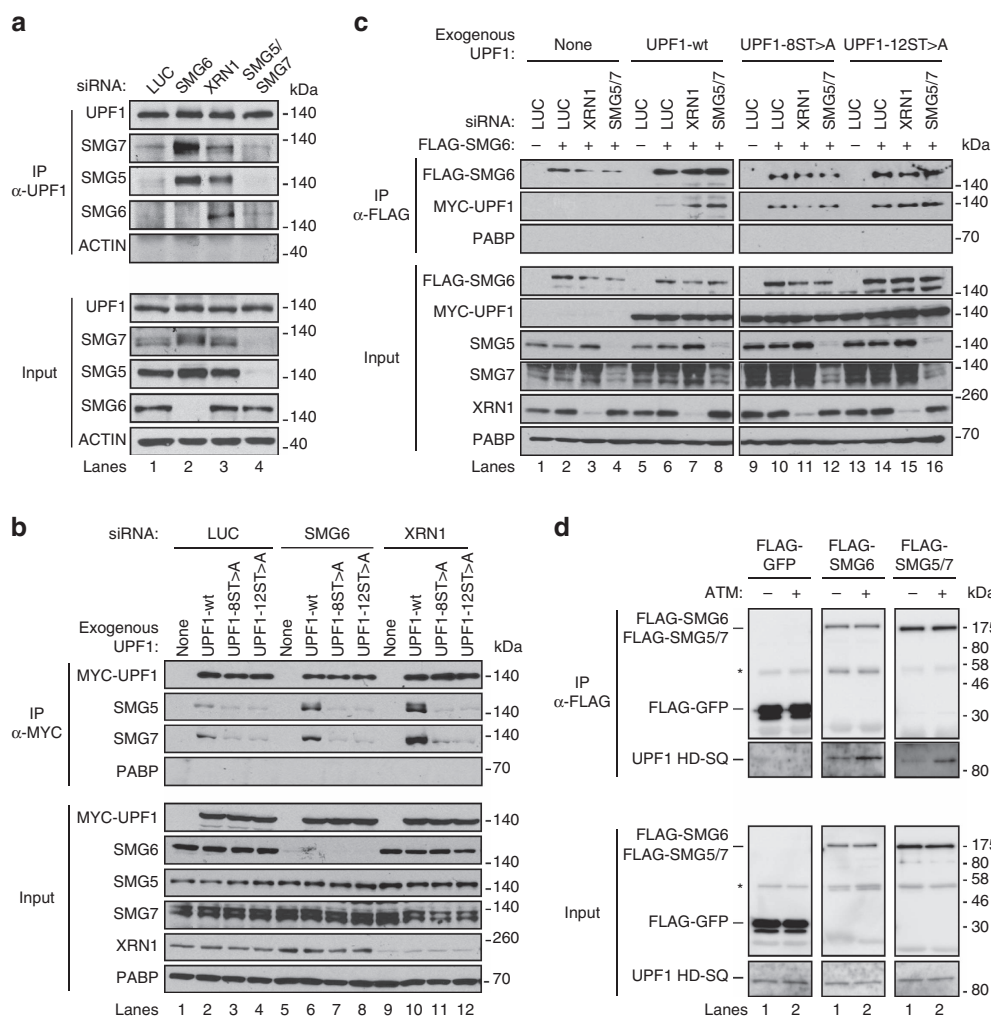 a
siRNA: LUC SMG6 XRN1 SMG5/SMG7 kDa
IP α-UPF1
UPF1 -140
SMG7 -140
SMG5 -140
SMG6 -140
ACTIN -40
Input
UPF1 -140
SMG7 -140
SMG5 -140
SMG6 -140
ACTIN -40
Lanes 1 2 3 4
b
siRNA: LUC SMG6 XRN1
Exogenous UPF1: None UPF1-wt UPF1-8ST>A UPF1-12ST>A None UPF1-wt UPF1-8ST>A UPF1-12ST>A None UPF1-wt UPF1-8ST>A UPF1-12ST>A kDa
IP α-MYC
MYC-UPF1 -140
SMG5 -140
SMG7 -140
PABP -70
Input
MYC-UPF1 -140
SMG6 -140
SMG5 -140
SMG7 -140
XRN1 -260
PABP -70
Lanes 1 2 3 4 5 6 7 8 9 10 11 12
c
Exogenous UPF1: None UPF1-wt UPF1-8ST>A UPF1-12ST>A
siRNA: LUC LUC XRN1 SMG5/7 LUC LUC XRN1 SMG5/7 LUC LUC XRN1 SMG5/7 LUC LUC XRN1 SMG5/7
FLAG-SMG6: – + + + – + + + – + + + – + + + kDa
IP α-FLAG
FLAG-SMG6 -140
MYC-UPF1 -140
PABP -70
Input
FLAG-SMG6 -140
MYC-UPF1 -140
SMG5 -140
SMG7 -140
XRN1 -260
PABP -70
Lanes 1 2 3 4 5 6 7 8 9 10 11 12 13 14 15 16
d
FLAG-GFP FLAG-SMG6 FLAG-SMG5/7
ATM: – + – + – + kDa
IP α-FLAG
FLAG-SMG6
FLAG-SMG5/7 – - 175
- 80
- 58
*
- 46
FLAG-GFP – - 30
UPF1 HD-SQ – - 80
Input
FLAG-SMG6
FLAG-SMG5/7 – - 175
- 80
- 58
*
- 46
FLAG-GFP – - 30
UPF1 HD-SQ – - 80
Lanes 1 2 1 2 1 2